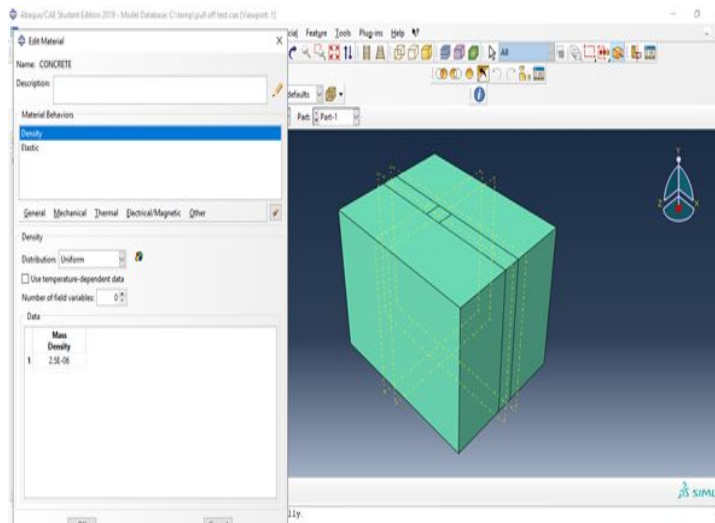 Abaqus/CAE Student Edition 2019 - Model Database: C:\temp\pull off test.cae [Viewport: 1]
Edit Material
Name: CONCRETE
Description:
Material Behaviors
Density
Elastic
General Mechanical Thermal Electrical/Magnetic Other
Density
Distribution: Uniform
Use temperature-dependent data
Number of field variables: 0
Data
Mass
Density
1 2.5E-06
Feature Tools Plug-ins Help
All
defaults
Part: Part-1
Y
Z
X
SIMU
lly.